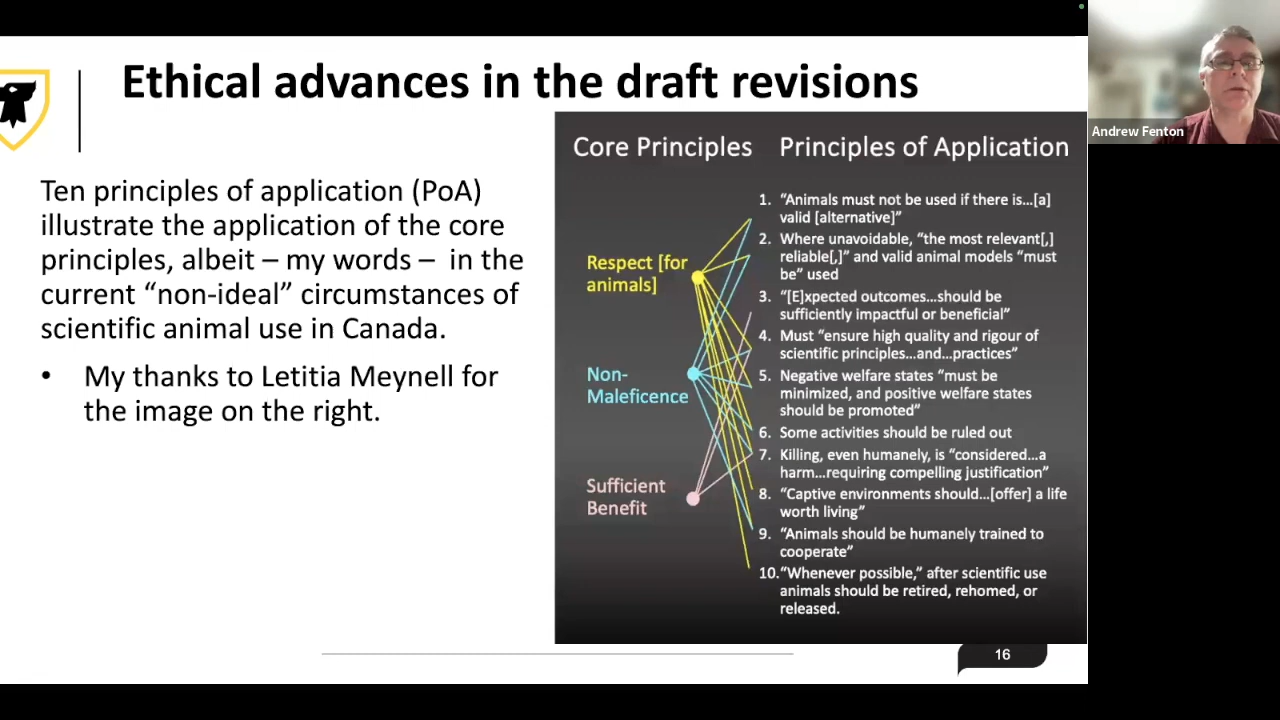 Ethical advances in the draft revisions
Ten principles of application (PoA)
illustrate the application of the core
principles, albeit – my words – in the
current “non-ideal” circumstances of
scientific animal use in Canada.
• My thanks to Letitia Meynell for
the image on the right.
Core Principles
Respect [for
animals]
Non-
Maleficence
Sufficient
Benefit
Principles of Application
1. “Animals must not be used if there is…[a]
valid [alternative]”
2. Where unavoidable, “the most relevant[,]
reliable[,]” and valid animal models “must
be” used
3. “[E]xpected outcomes…should be
sufficiently impactful or beneficial”
4. Must “ensure high quality and rigour of
scientific principles…and…practices”
5. Negative welfare states “must be
minimized, and positive welfare states
should be promoted”
6. Some activities should be ruled out
7. Killing, even humanely, is “considered…a
harm…requiring compelling justification”
8. “Captive environments should…[offer] a life
worth living”
9. “Animals should be humanely trained to
cooperate”
10.“Whenever possible,” after scientific use
animals should be retired, rehomed, or
released.
16
Andrew Fenton